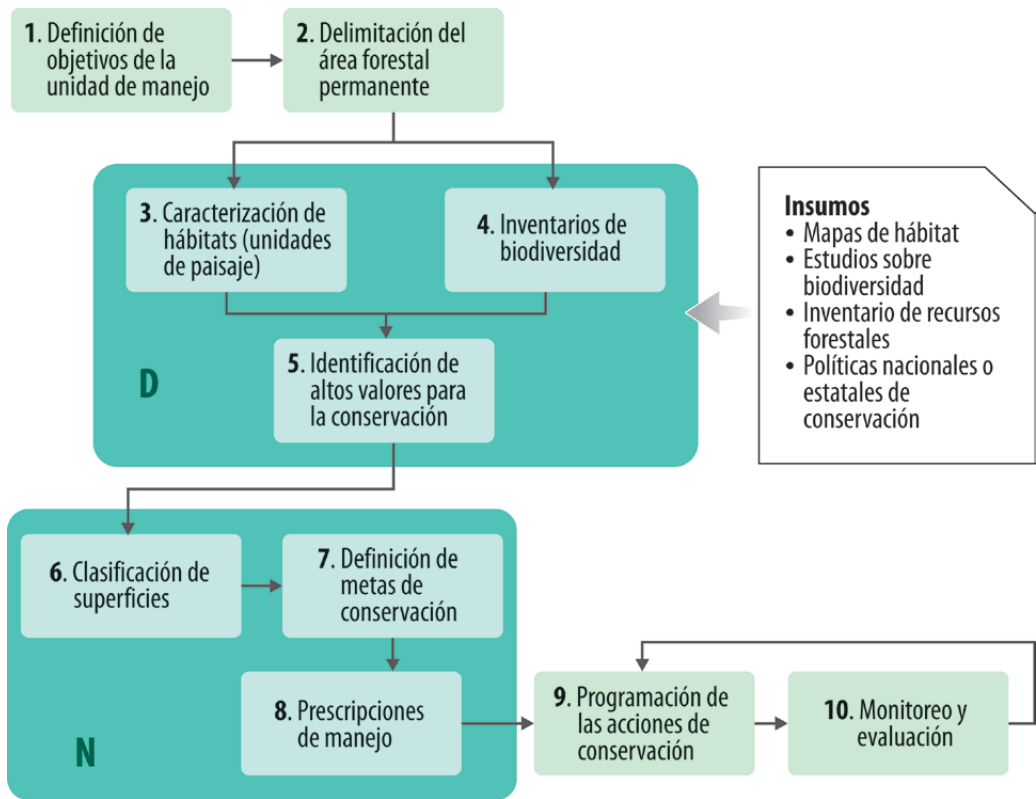 1. Definición de
objetivos de la
unidad de manejo
2. Delimitación del
área forestal
permanente
3. Caracterización de
hábitats (unidades
de paisaje)
4. Inventarios de
biodiversidad
Insumos
• Mapas de hábitat
• Estudios sobre
biodiversidad
• Inventario de recursos
forestales
• Políticas nacionales o
estatales de
conservación
5. Identificación de
altos valores para
la conservación
D
6. Clasificación de
superficies
7. Definición de
metas de
conservación
8. Prescripciones
de manejo
N
9. Programación de
las acciones de
conservación
10. Monitoreo y
evaluación